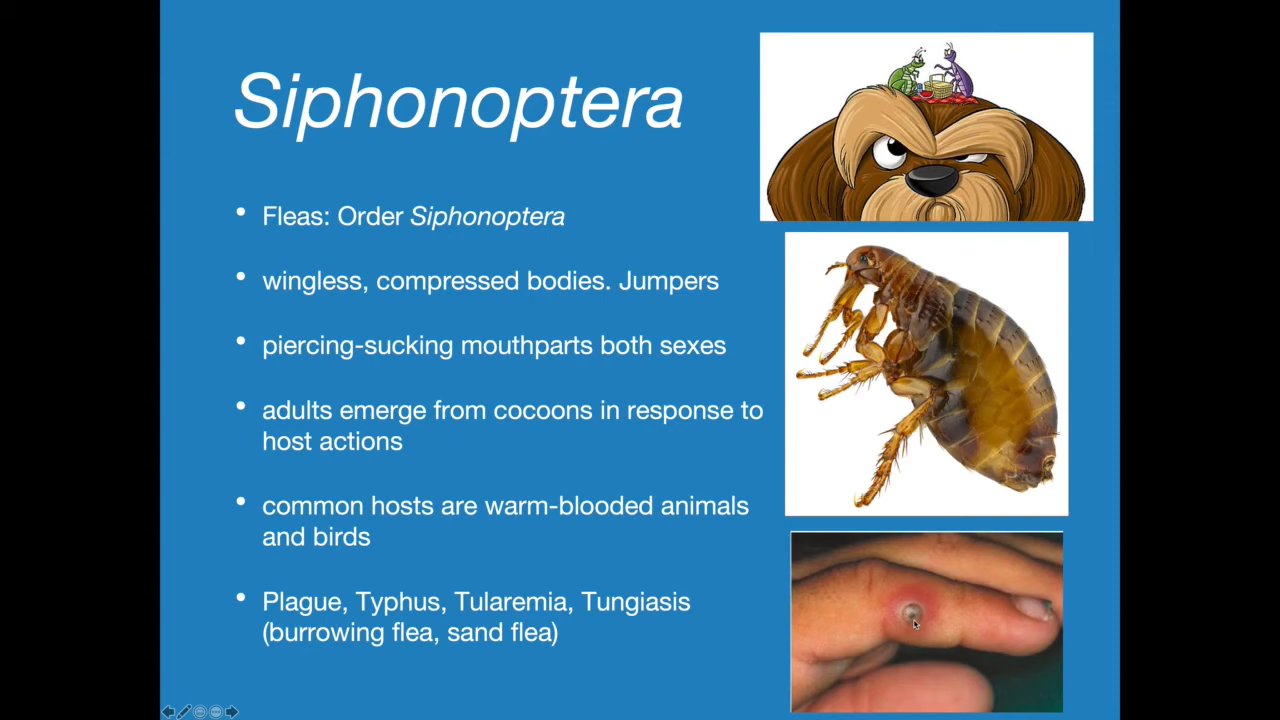 Siphonoptera
• Fleas: Order Siphonoptera
• wingless, compressed bodies. Jumpers
• piercing-sucking mouthparts both sexes
• adults emerge from cocoons in response to
host actions
• common hosts are warm-blooded animals
and birds
• Plague, Typhus, Tularemia, Tungiasis
(burrowing flea, sand flea)